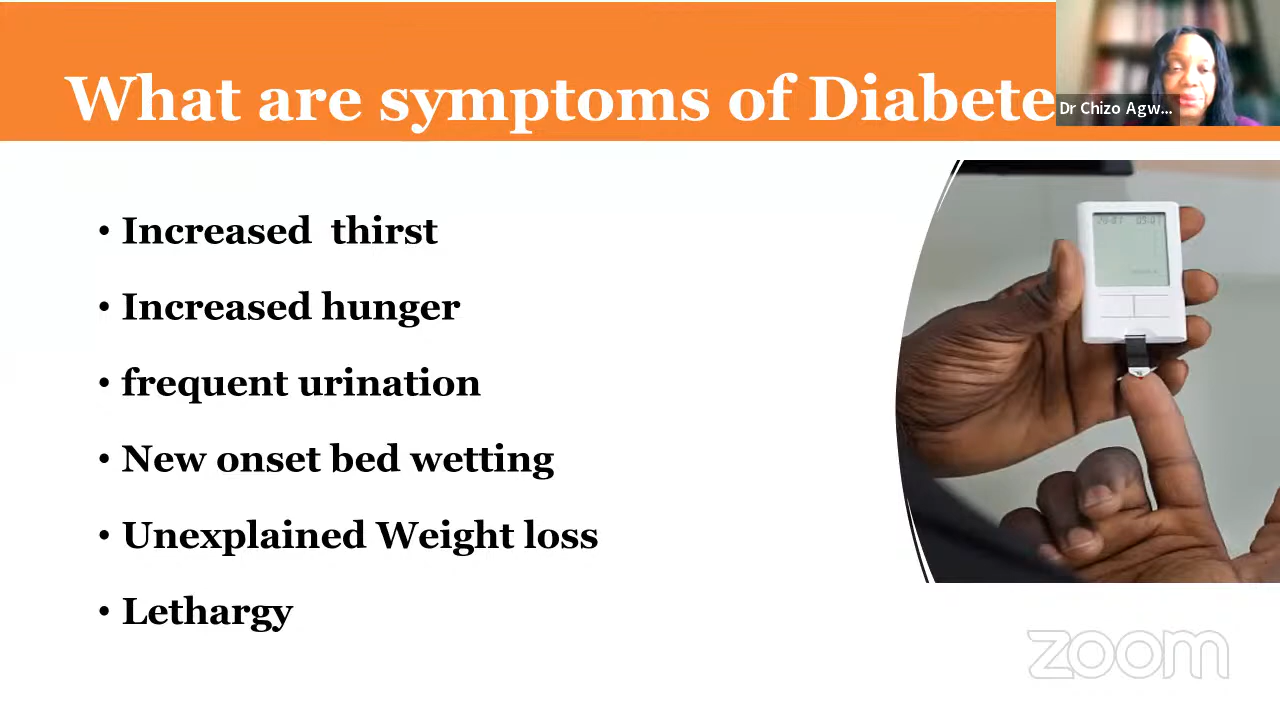 What are symptoms of Diabete
Dr Chizo Agw...
• Increased thirst
• Increased hunger
• frequent urination
• New onset bed wetting
• Unexplained Weight loss
• Lethargy
zoom